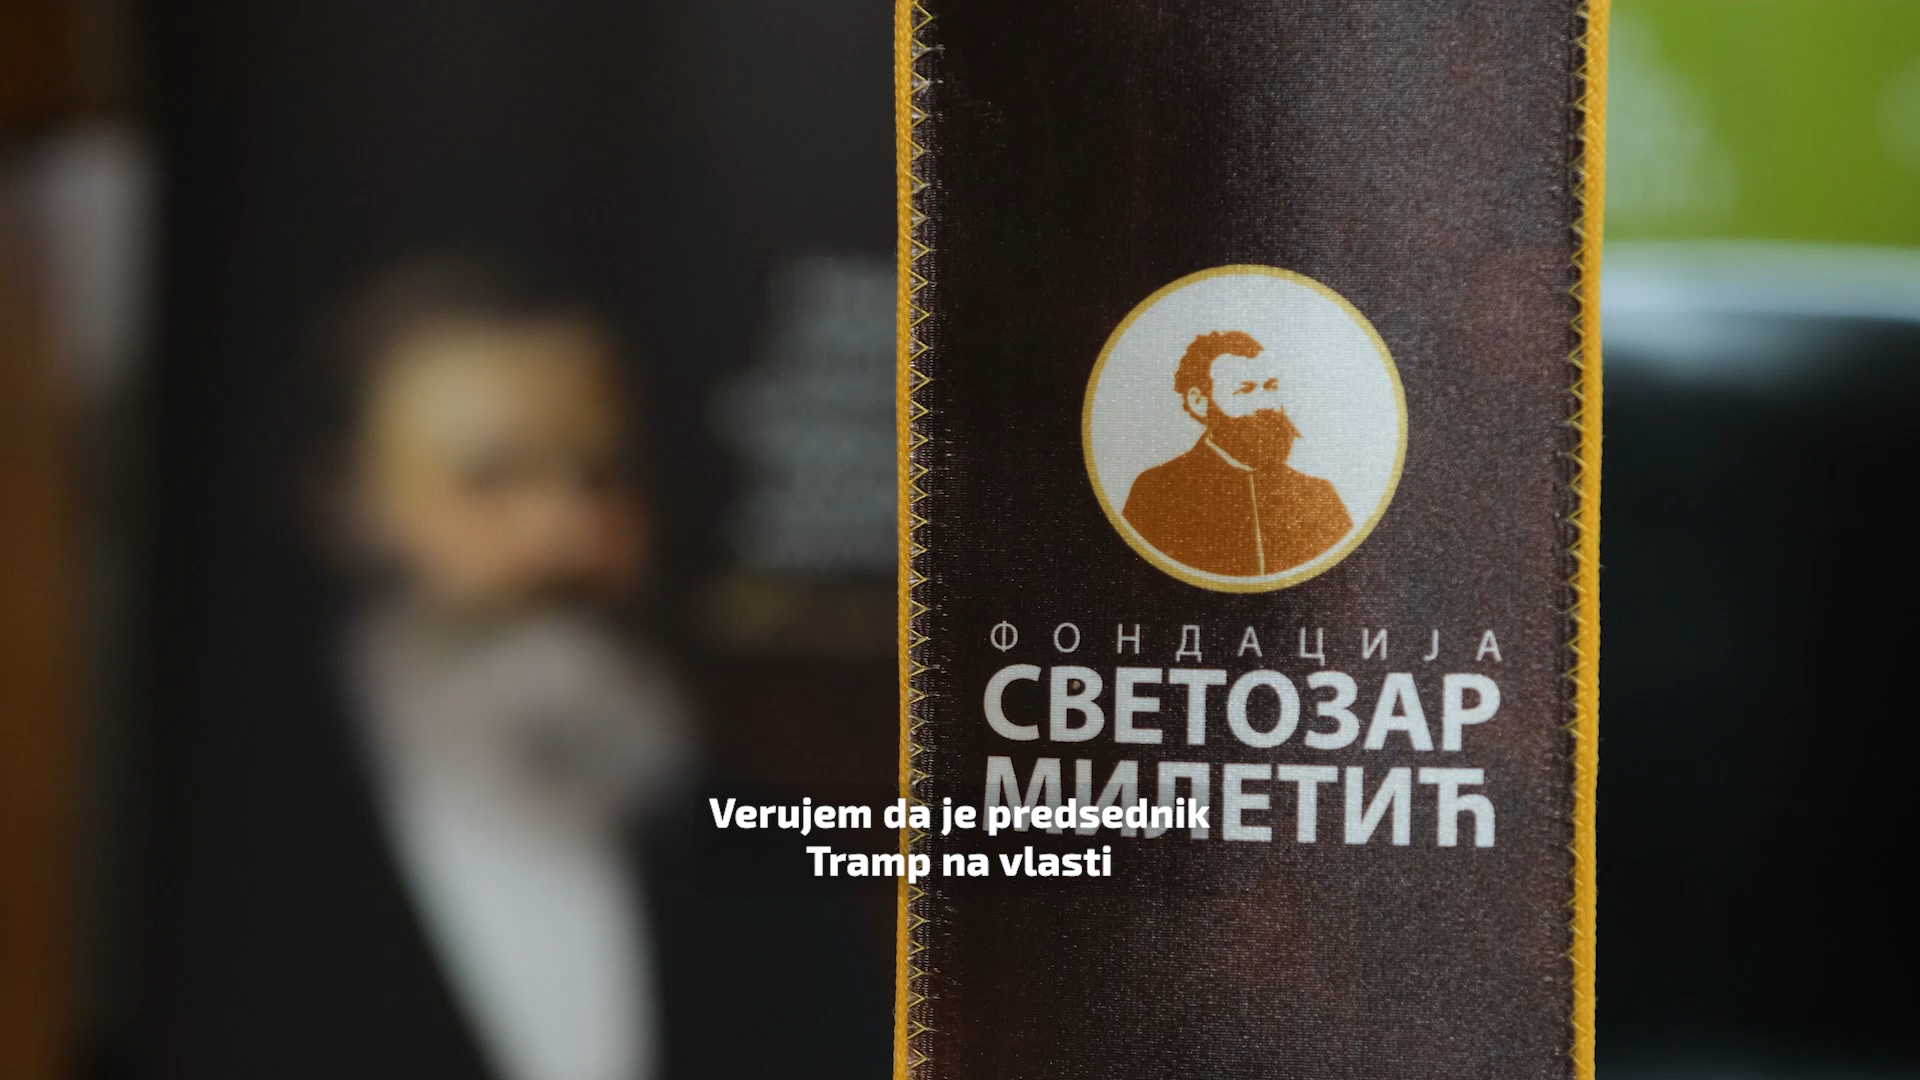 ФОНДАЦИЈА
СВЕТОЗАР
МИЛЕТИЋ
Verujem da je predsednik
Tramp na vlasti